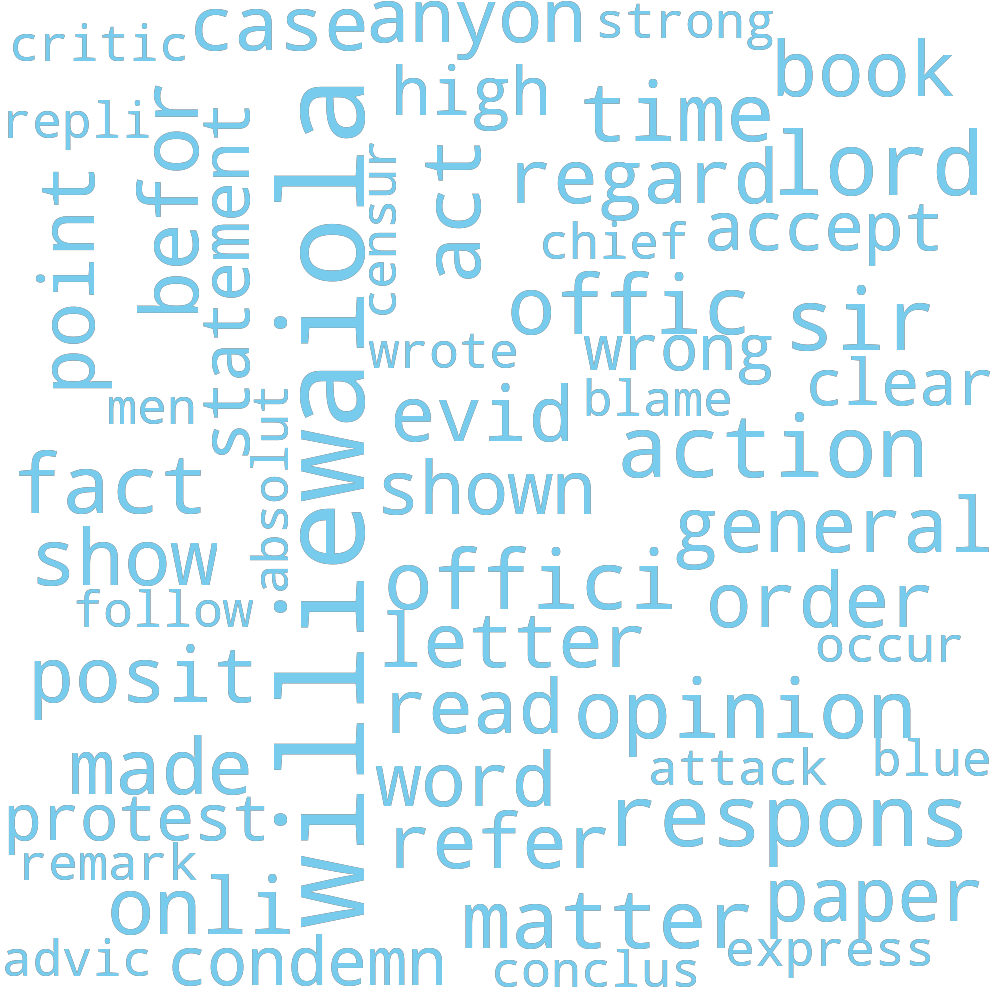 critic
case
anyon
strong
book
repli
befor
statement
williewaiola
censur
high
act
time
regard
lord
point
chief
accept
offic
sir
wrote
wrong
men
absolut
evid
blame
clear
action
fact
shown
general
show
follow
offici
order
letter
occur
posit
read
opinion
made
word
attack
blue
protest
refer
respons
remark
onli
matter
paper
advic
condemn
conclus
express